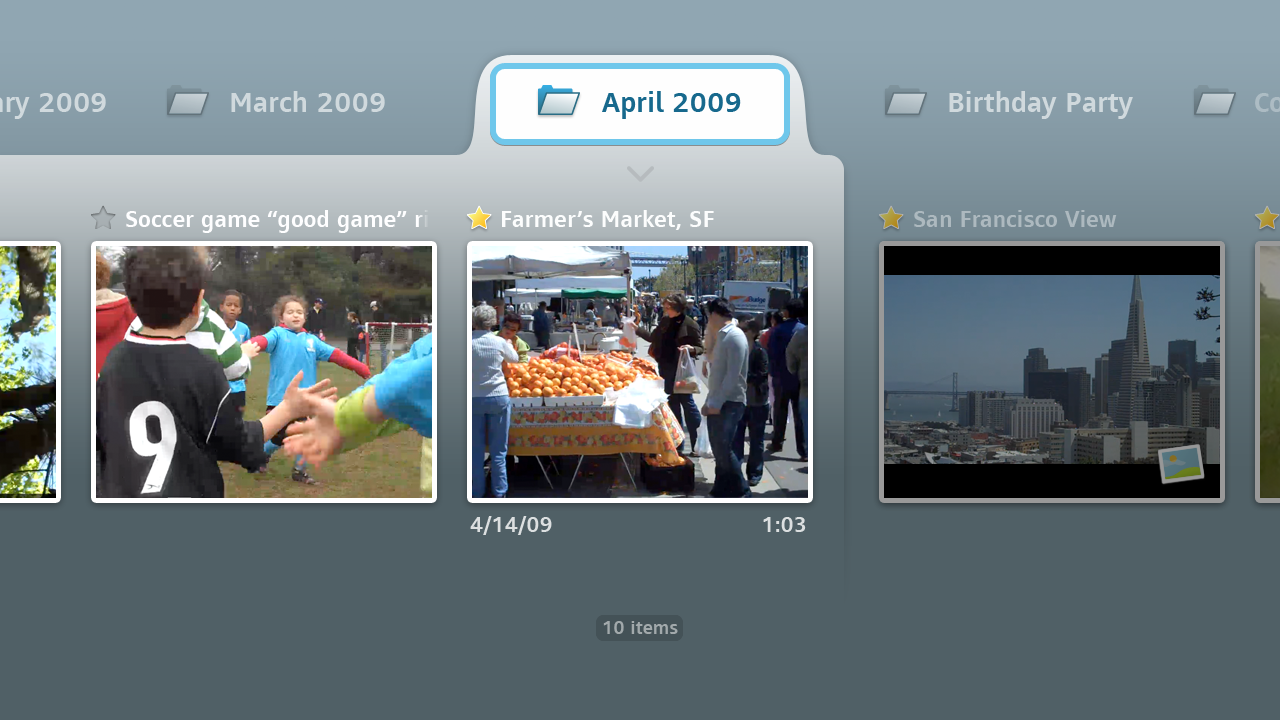 ary 2009
March 2009
April 2009
Birthday Party
Co
Soccer game “good game” ri
Farmer’s Market, SF
San Francisco View
9
4/14/09
1:03
10 items